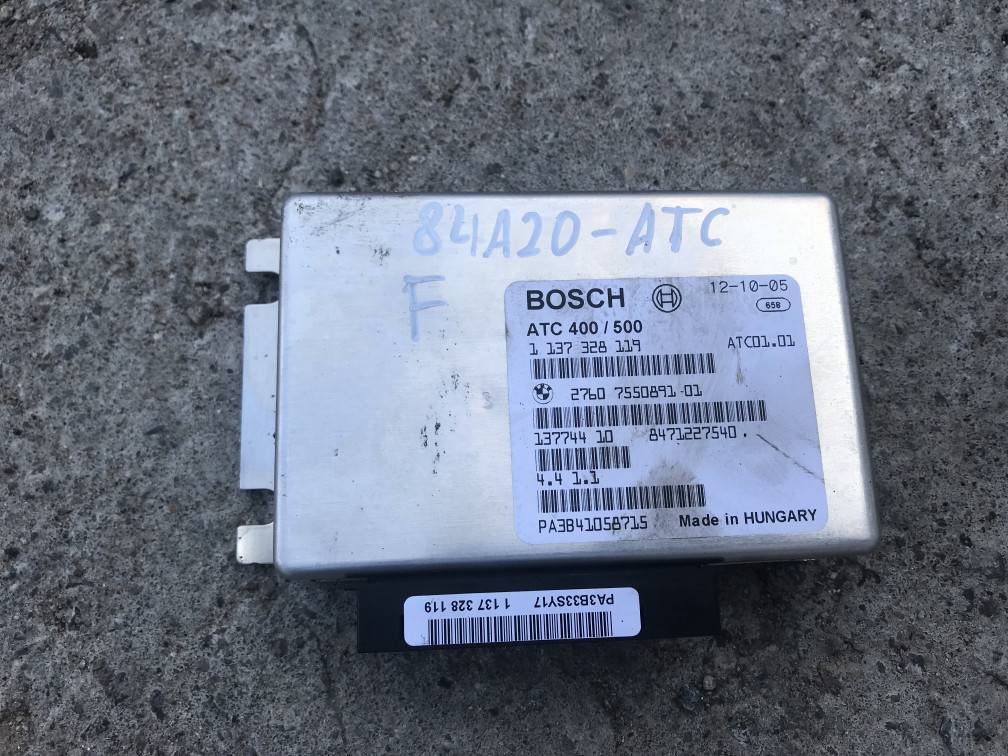 84A20-ATC
F
BOSCH 12-10-05
658
ATC 400 / 500
1 137 328 119 ATC01.01
2760 7550891-01
137744 10 8471227540
4.4 1.1
PA3B41058715 Made in HUNGARY
PA3B33SY17 1 137 328 119